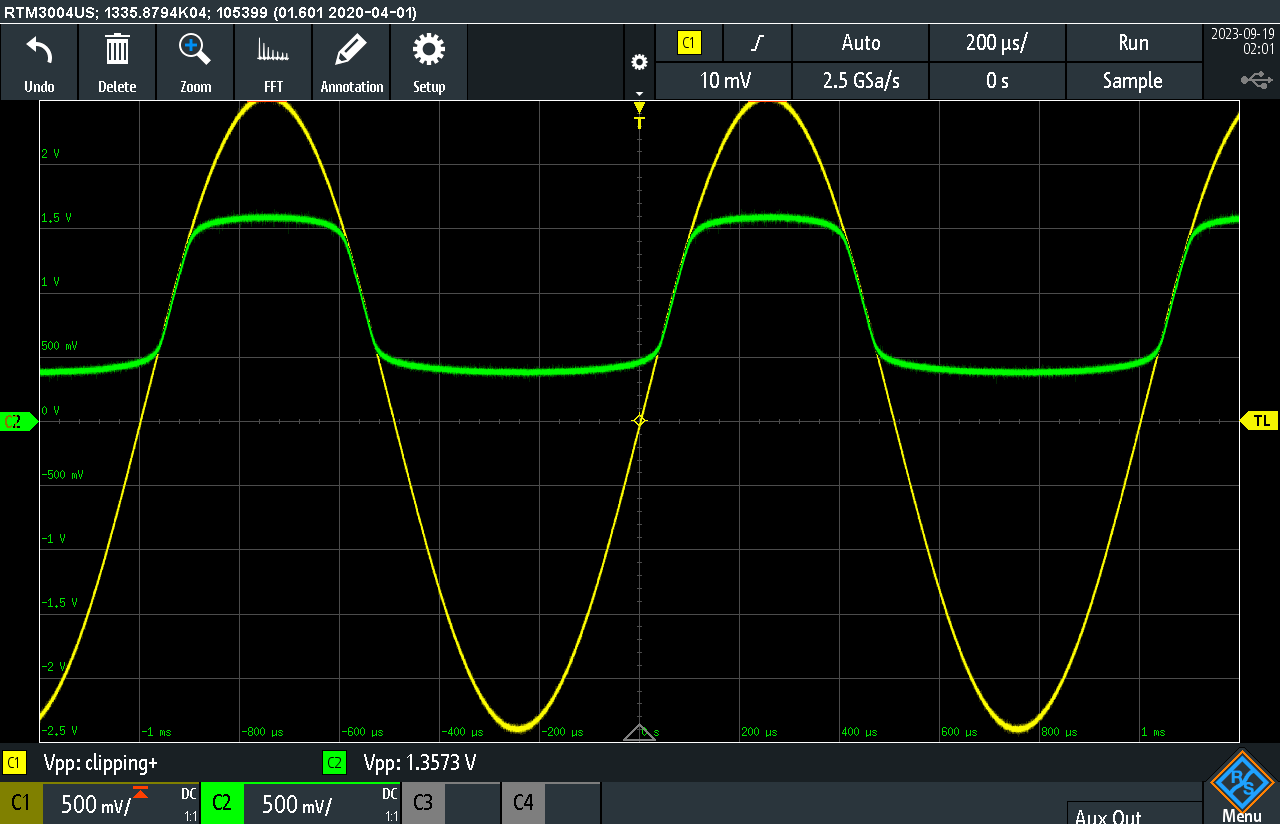 RTM3004US; 1335.8794K04; 105399 (01.601 2020-04-01)
Undo Delete Zoom FFT Annotation Setup
C1 Auto 200 µs/ Run 2023-09-19
02:01
10 mV 2.5 GSa/s 0 s Sample
T
2 V
1.5 V
1 V
500 mV
0 V
C2 TL
-500 mV
-1 V
-1.5 V
-2 V
-2.5 V -1 ms -800 µs -600 µs -400 µs -200 µs 0 s 200 µs 400 µs 600 µs 800 µs 1 ms
C1 Vpp: clipping+ C2 Vpp: 1.3573 V
C1 500 mV/ DC 1:1 C2 500 mV/ DC 1:1 C3 C4
Aux Out
R S
Menu